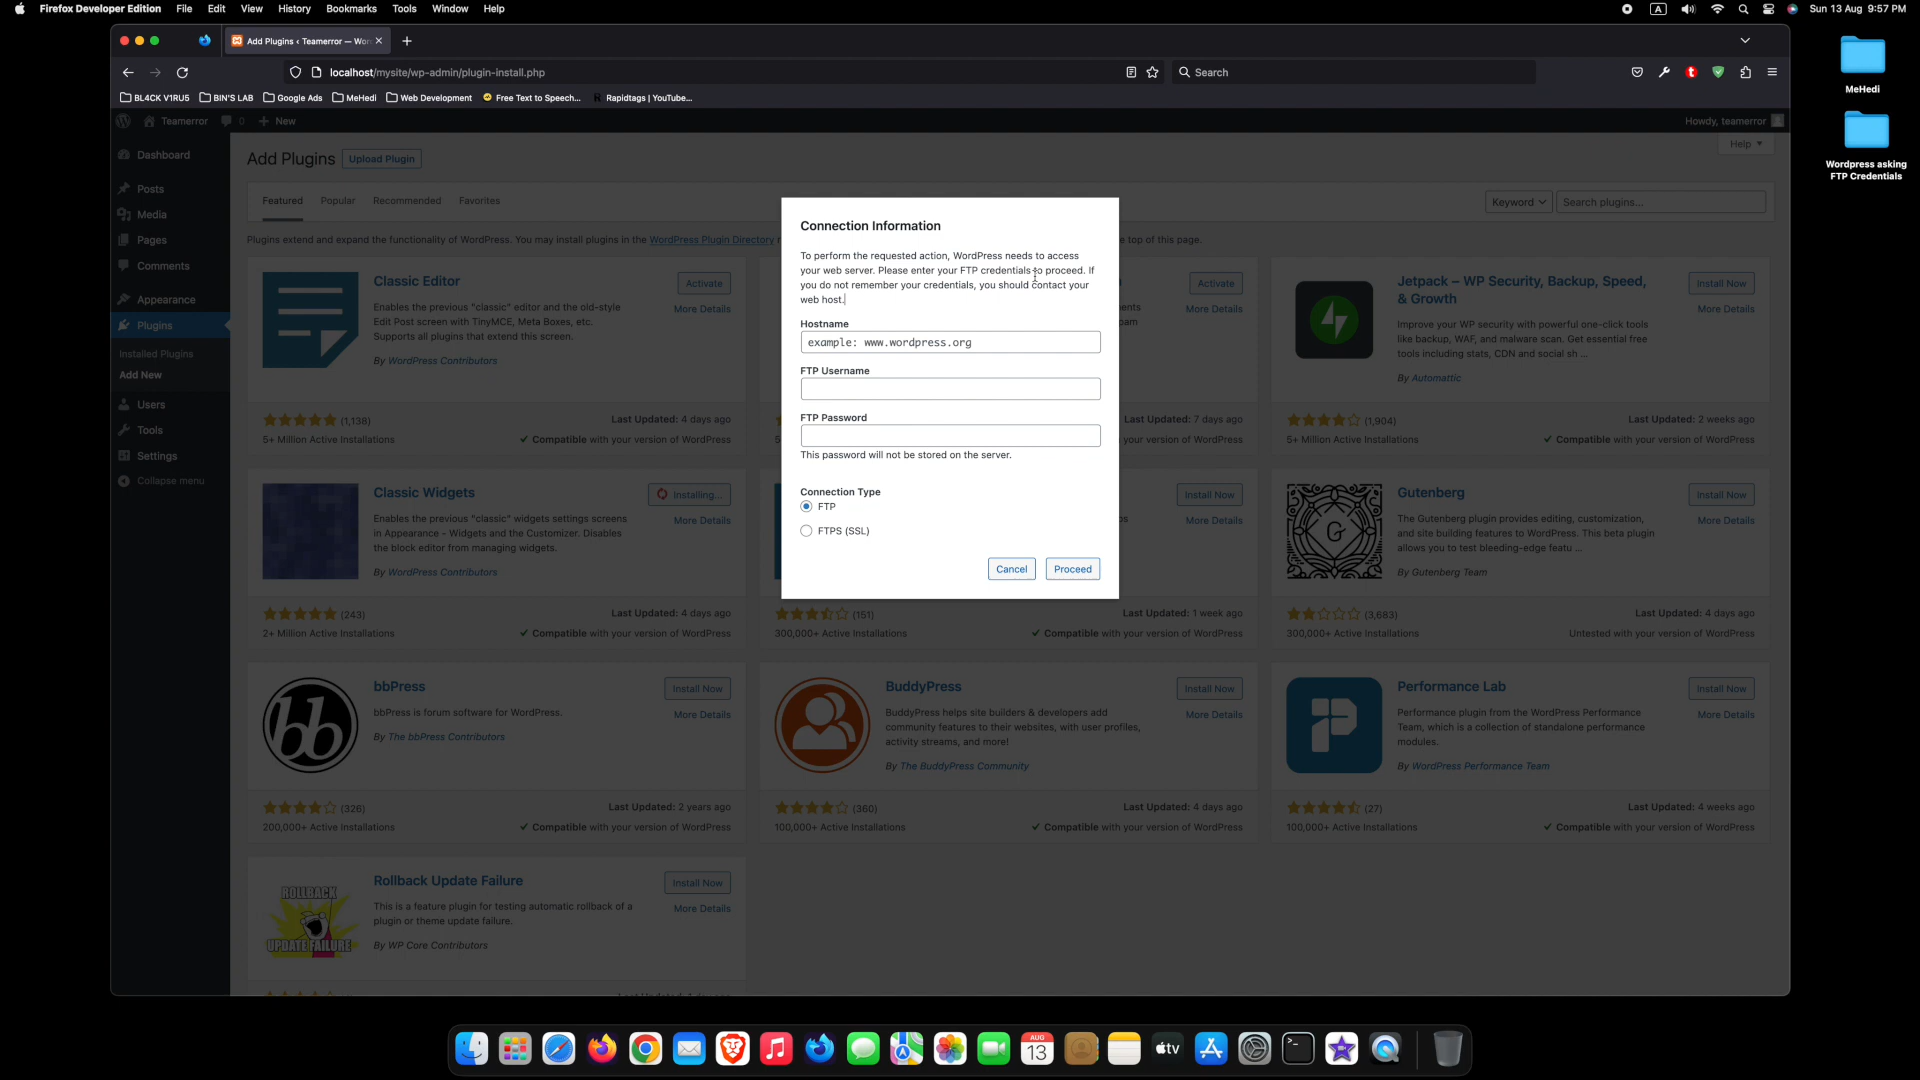 Firefox Developer Edition File Edit View History Bookmarks Tools Window Help
A Sun 13 Aug 9:57 PM
Add Plugins ‹ Teamerror — Wor
localhost/mysite/wp-admin/plugin-install.php
Search
BL4CK V1RU5 BIN'S LAB Google Ads MeHedi Web Development Free Text to Speech... Rapidtags | YouTube...
MeHedi
Wordpress asking
FTP Credentials
Teamerror 0 New
Howdy, teamerror
Dashboard
Posts
Media
Pages
Comments
Appearance
Plugins
Installed Plugins
Add New
Users
Tools
Settings
Collapse menu
Add Plugins Upload Plugin
Help
Featured Popular Recommended Favorites
Keyword Search plugins...
Plugins extend and expand the functionality of WordPress. You may install plugins in the WordPress Plugin Directory
e top of this page.
Connection Information
To perform the requested action, WordPress needs to access
your web server. Please enter your FTP credentials to proceed. If
you do not remember your credentials, you should contact your
web host.
Hostname
example: www.wordpress.org
FTP Username
FTP Password
This password will not be stored on the server.
Connection Type
FTP
FTPS (SSL)
Cancel Proceed
Classic Editor
Activate
More Details
Enables the previous "classic" editor and the old-style
Edit Post screen with TinyMCE, Meta Boxes, etc.
Supports all plugins that extend this screen.
By WordPress Contributors
(1,138)
5+ Million Active Installations
Last Updated: 4 days ago
Compatible with your version of WordPress
Activate
More Details
Last Updated: 7 days ago
your version of WordPress
Jetpack – WP Security, Backup, Speed,
& Growth
Install Now
More Details
Improve your WP security with powerful one-click tools
like backup, WAF, and malware scan. Get essential free
tools including stats, CDN and social sh ...
By Automattic
(1,904)
5+ Million Active Installations
Last Updated: 2 weeks ago
Compatible with your version of WordPress
Classic Widgets
Installing...
More Details
Enables the previous "classic" widgets settings screens
in Appearance - Widgets and the Customizer. Disables
the block editor from managing widgets.
By WordPress Contributors
(243)
2+ Million Active Installations
Last Updated: 4 days ago
Compatible with your version of WordPress
Install Now
More Details
(151)
300,000+ Active Installations
Last Updated: 1 week ago
Compatible with your version of WordPress
Gutenberg
Install Now
More Details
The Gutenberg plugin provides editing, customization,
and site building features to WordPress. This beta plugin
allows you to test bleeding-edge featu ...
By Gutenberg Team
(3,683)
300,000+ Active Installations
Last Updated: 4 days ago
Untested with your version of WordPress
bbPress
Install Now
More Details
bbPress is forum software for WordPress.
By The bbPress Contributors
(326)
200,000+ Active Installations
Last Updated: 2 years ago
Compatible with your version of WordPress
BuddyPress
Install Now
More Details
BuddyPress helps site builders & developers add
community features to their websites, with user profiles,
activity streams, and more!
By The BuddyPress Community
(360)
100,000+ Active Installations
Last Updated: 4 days ago
Compatible with your version of WordPress
Performance Lab
Install Now
More Details
Performance plugin from the WordPress Performance
Team, which is a collection of standalone performance
modules.
By WordPress Performance Team
(27)
100,000+ Active Installations
Last Updated: 4 weeks ago
Compatible with your version of WordPress
ROLLBACK
UPDATE FAILURE
Rollback Update Failure
Install Now
More Details
This is a feature plugin for testing automatic rollback of a
plugin or theme update failure.
By WP Core Contributors
AUG
13
tv